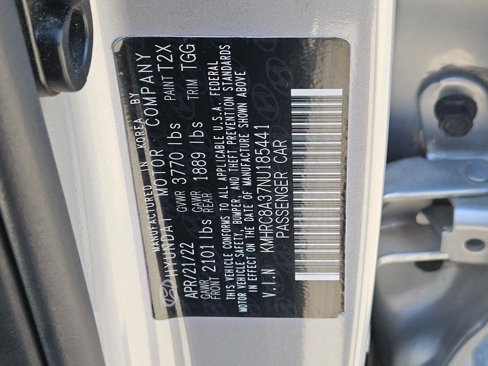 MANUFACTURED IN KOREA BY
HYUNDAI MOTOR COMPANY
APR/21/22 GVWR 3770 lbs PAINT T2X
GAWR FRONT 2101 lbs GAWR REAR 1889 lbs TRIM TGG
THIS VEHICLE CONFORMS TO ALL APPLICABLE U.S.A. FEDERAL
MOTOR VEHICLE SAFETY, BUMPER, AND THEFT PREVENTION STANDARDS
IN EFFECT ON THE DATE OF MANUFACTURE SHOWN ABOVE
V.I.N KMHRC8A37NU185441
PASSENGER CAR